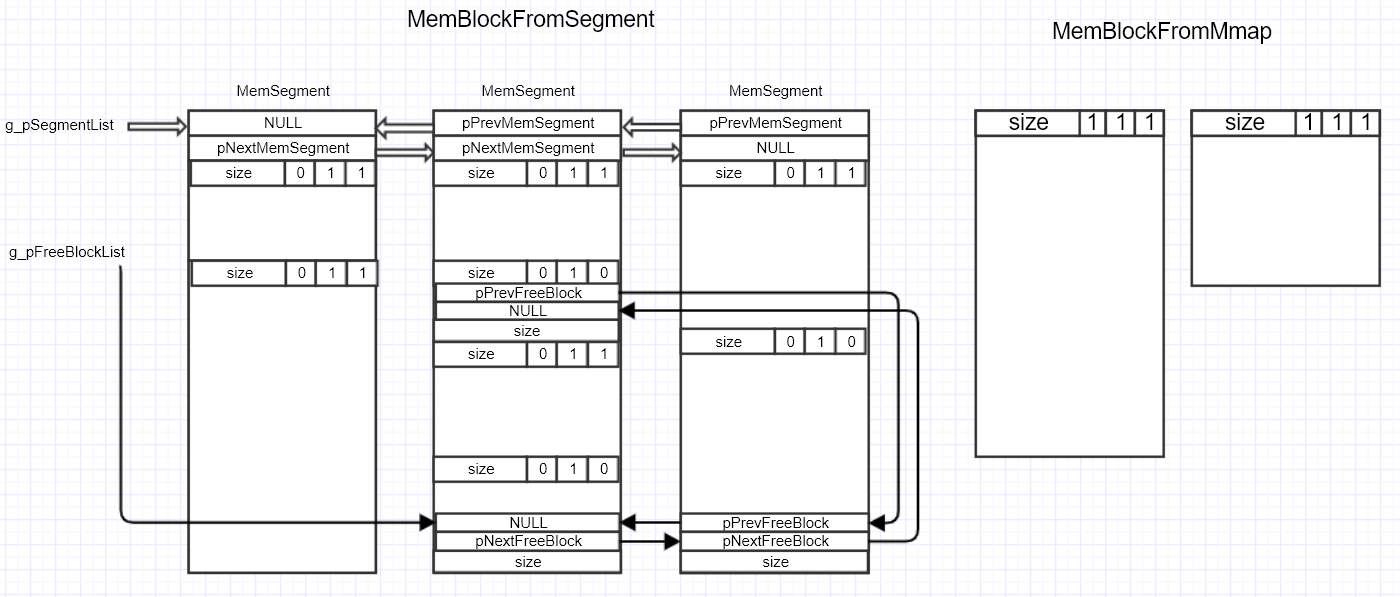 MemBlockFromSegment
MemBlockFromMmap
MemSegment
MemSegment
MemSegment
g_pSegmentList
NULL
pNextMemSegment
size 0 1 1
size 0 1 1
g_pFreeBlockList
pPrevMemSegment
pNextMemSegment
size 0 1 1
size 0 1 0
pPrevFreeBlock
NULL
size
size 0 1 1
size 0 1 0
NULL
pNextFreeBlock
size
pPrevMemSegment
NULL
size 0 1 1
size 0 1 0
pPrevFreeBlock
pNextFreeBlock
size
size 1 1 1
size 1 1 1